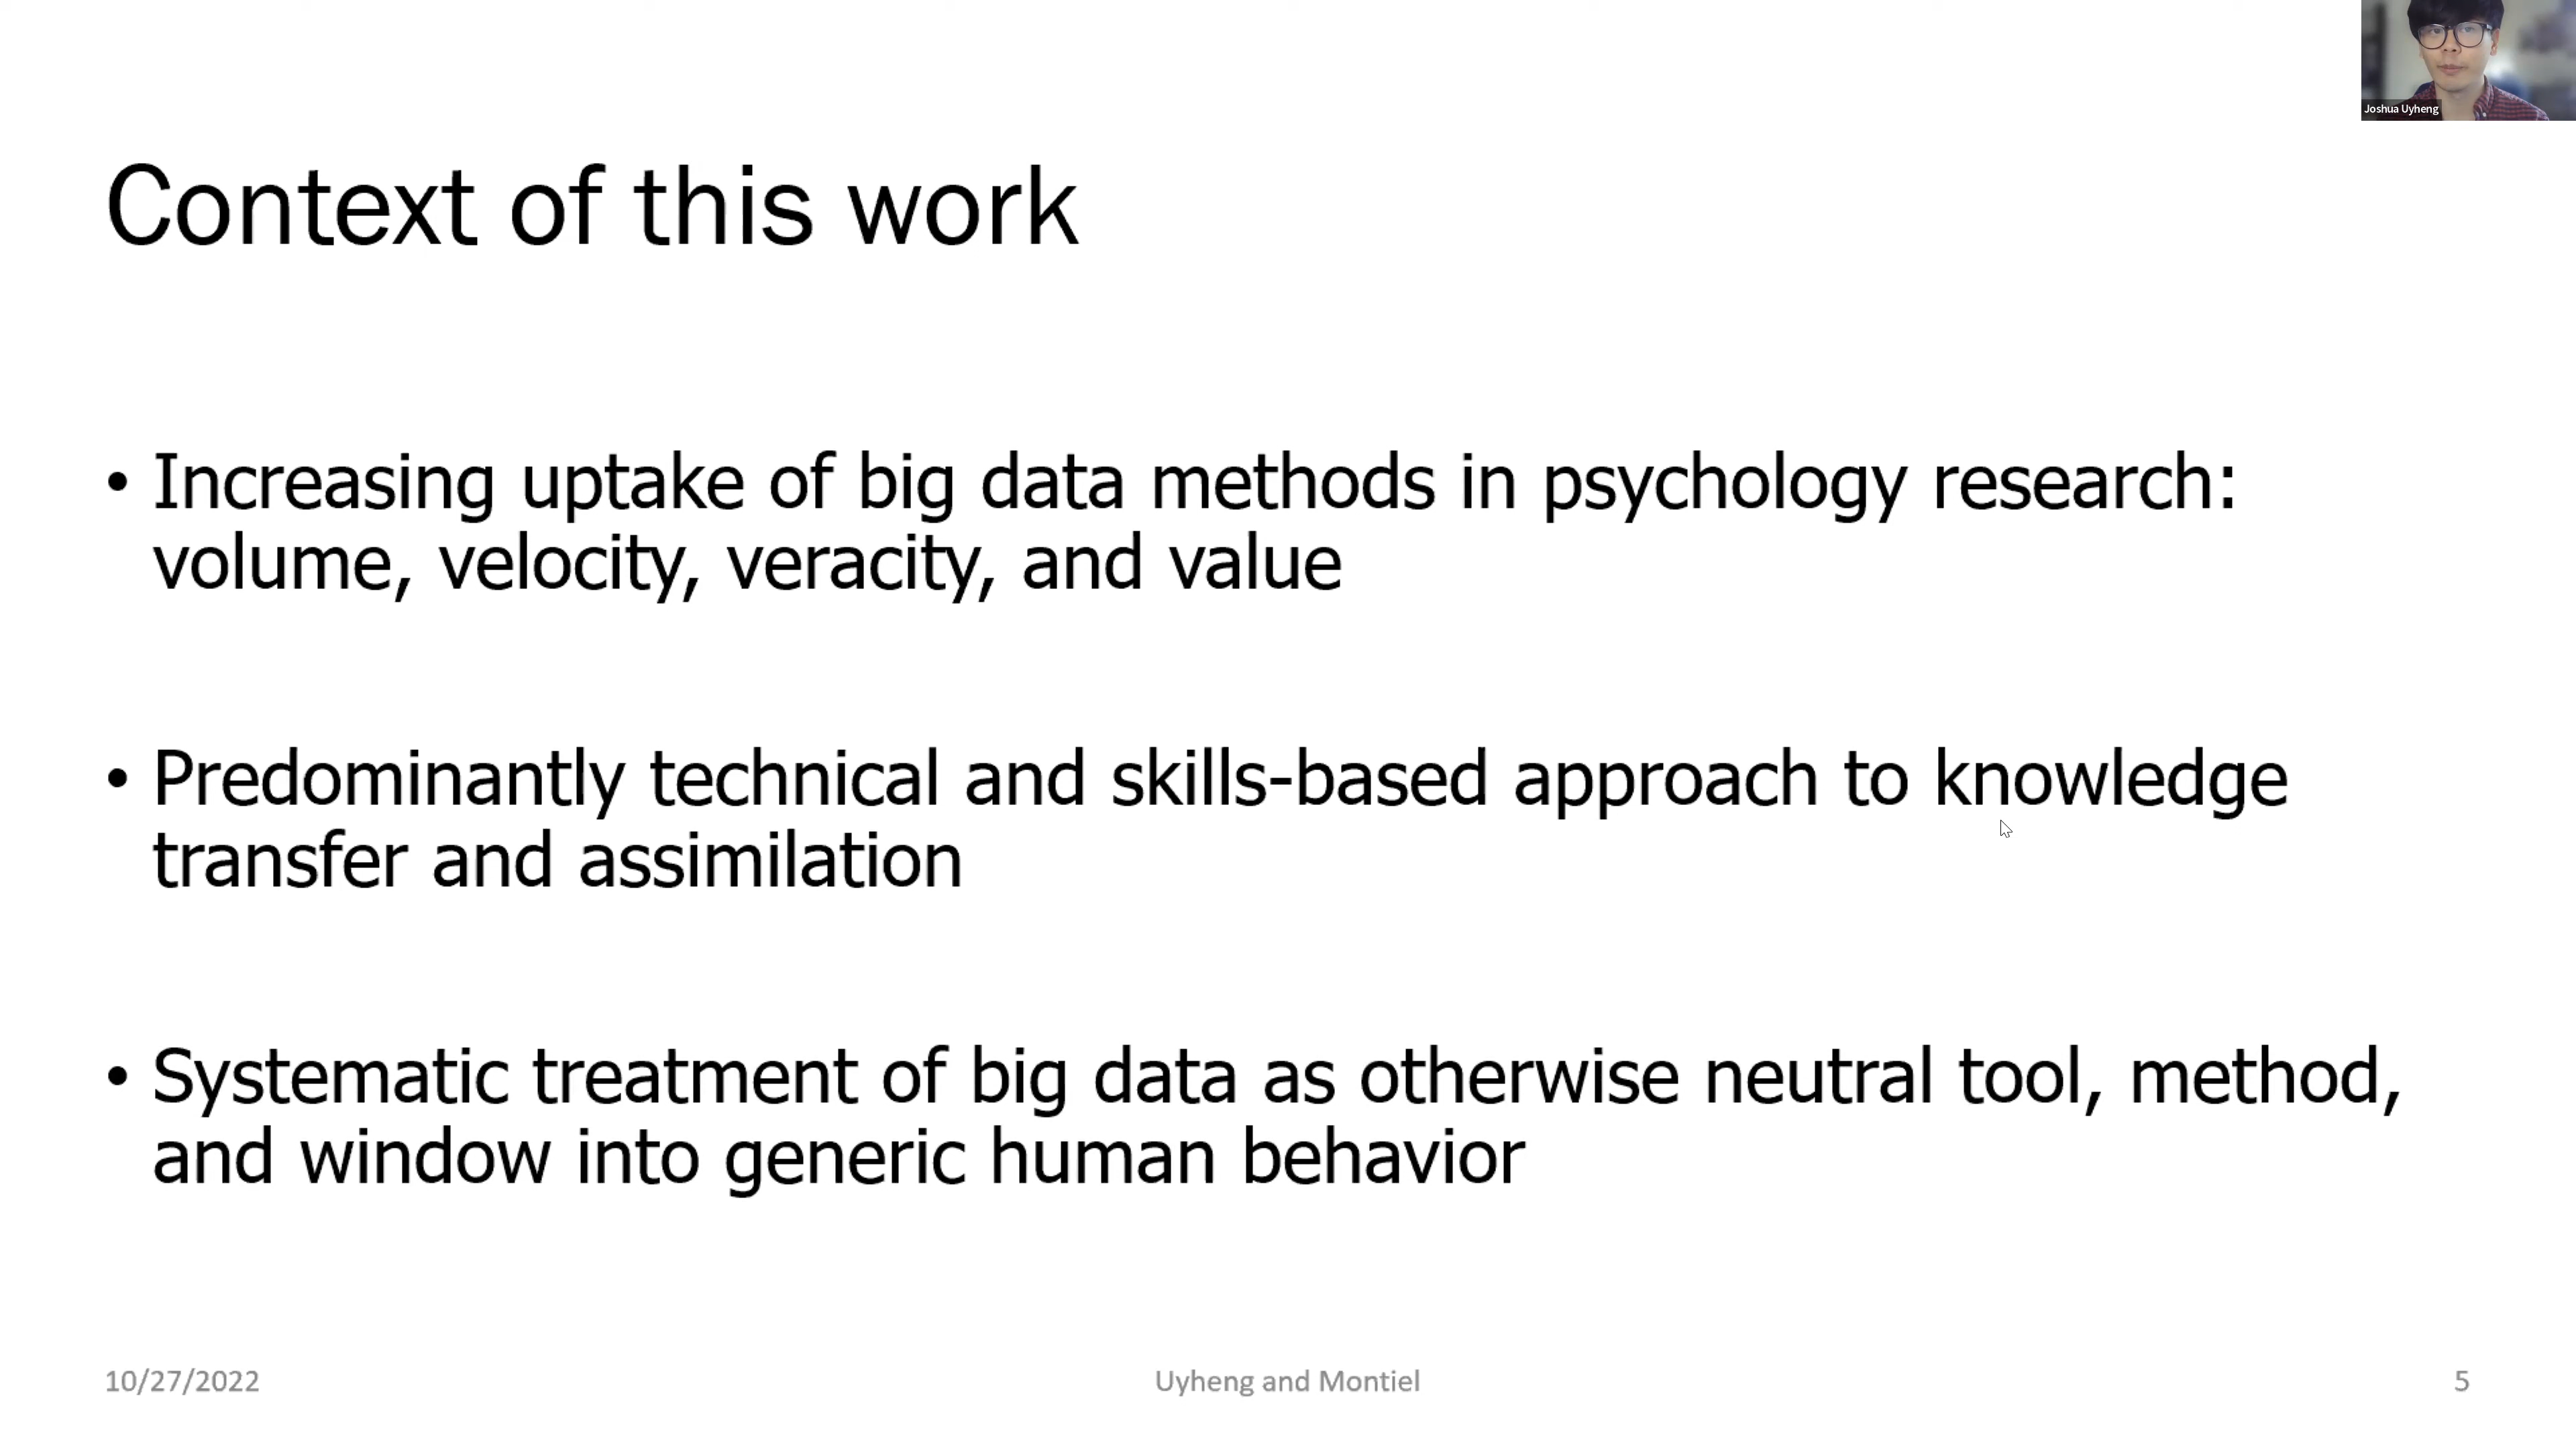 Joshua Uyheng
Context of this work
• Increasing uptake of big data methods in psychology research:
volume, velocity, veracity, and value
• Predominantly technical and skills-based approach to knowledge
transfer and assimilation
• Systematic treatment of big data as otherwise neutral tool, method,
and window into generic human behavior
10/27/2022
Uyheng and Montiel
5